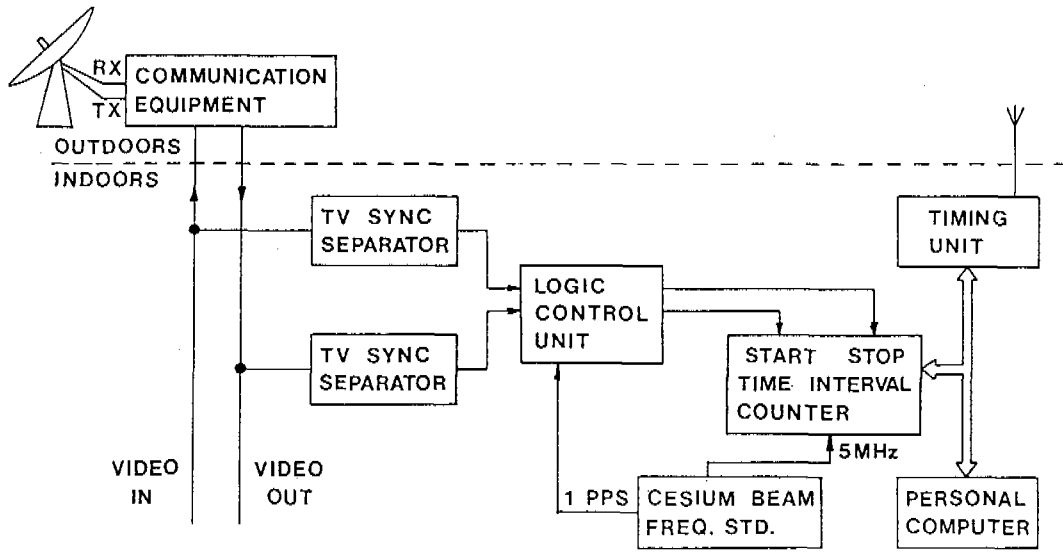 RX
TX
COMMUNICATION
EQUIPMENT
OUTDOORS
INDOORS
TV SYNC
SEPARATOR
TIMING
UNIT
LOGIC
CONTROL
UNIT
TV SYNC
SEPARATOR
START STOP
TIME INTERVAL
COUNTER
5MHz
VIDEO
IN
VIDEO
OUT
1 PPS
CESIUM BEAM
FREQ. STD.
PERSONAL
COMPUTER